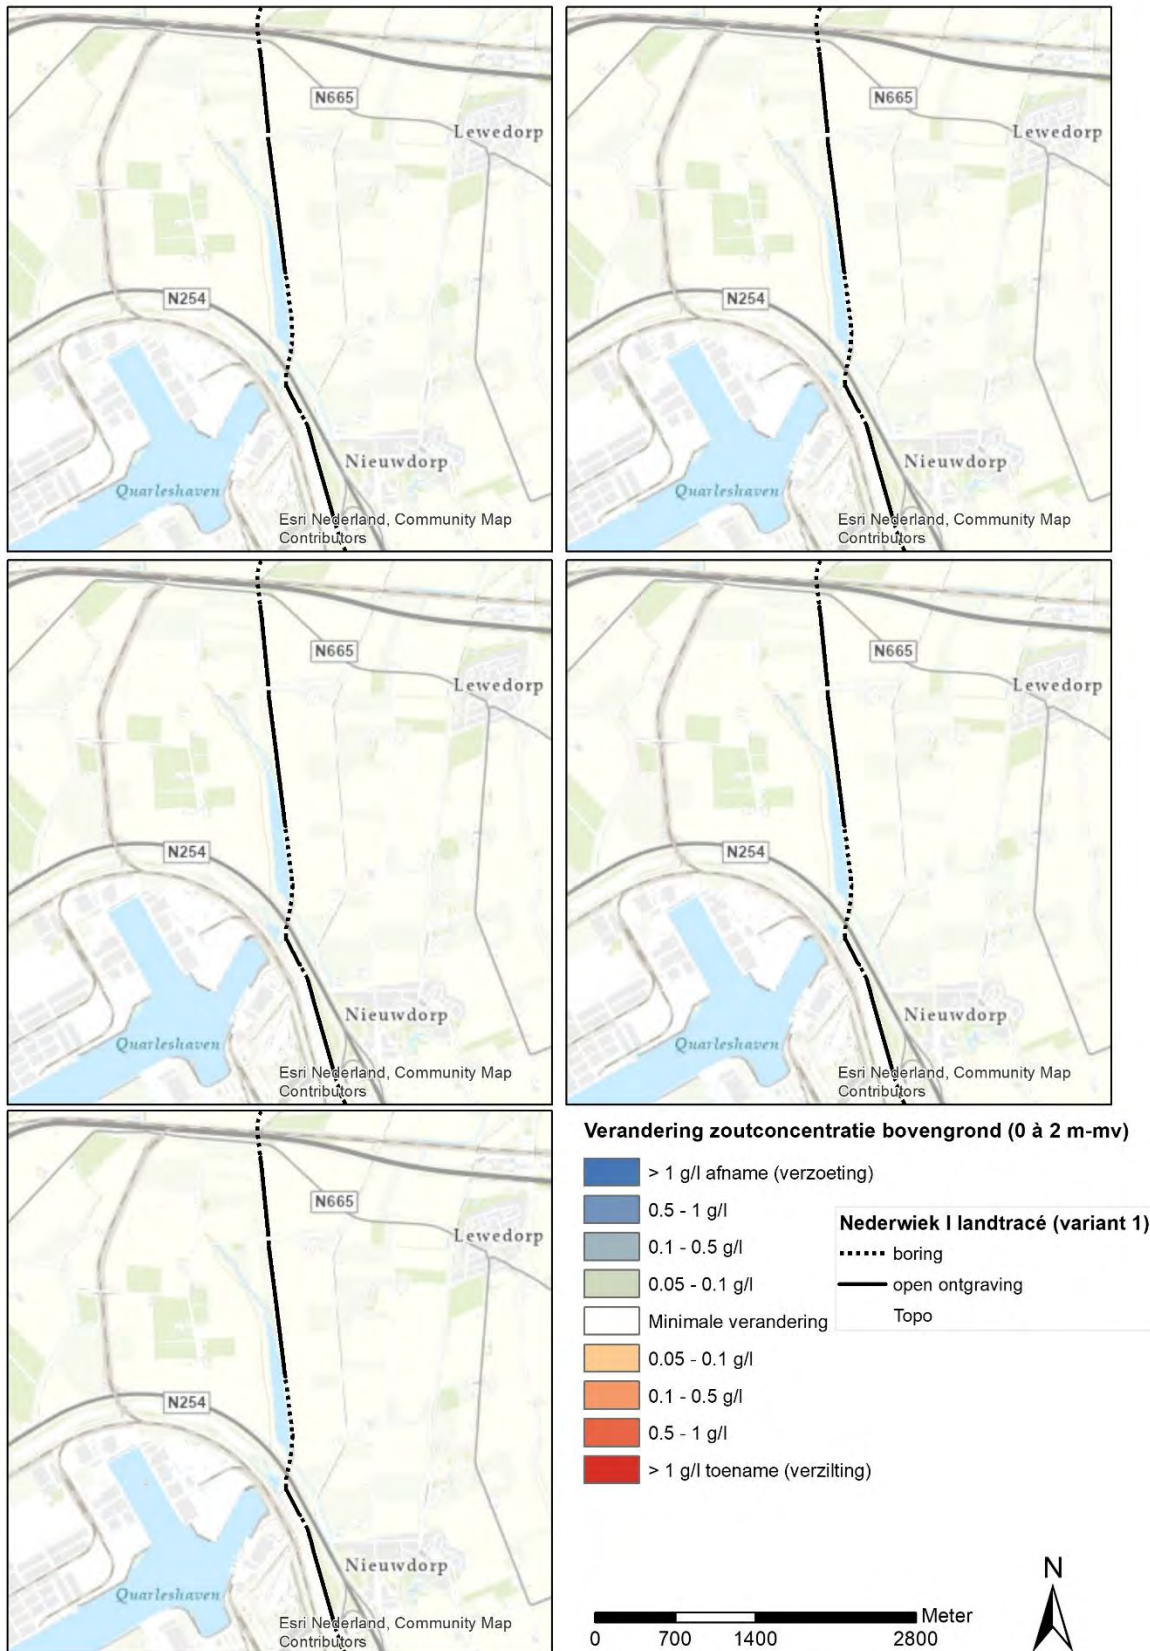 N665
Lewedorp
N254
Nieuwdorp
Quarleshaven
Esri Nederland, Community Map
Contributors
N665
Lewedorp
N254
Nieuwdorp
Quarleshaven
Esri Nederland, Community Map
Contributors
N665
Lewedorp
N254
Nieuwdorp
Quarleshaven
Esri Nederland, Community Map
Contributors
N665
Lewedorp
N254
Nieuwdorp
Quarleshaven
Esri Nederland, Community Map
Contributors
N665
Lewedorp
N254
Nieuwdorp
Quarleshaven
Esri Nederland, Community Map
Contributors
Verandering zoutconcentratie bovengrond (0 à 2 m-mv)
> 1 g/l afname (verzoeting)
0.5 - 1 g/l
0.1 - 0.5 g/l
0.05 - 0.1 g/l
Minimale verandering
0.05 - 0.1 g/l
0.1 - 0.5 g/l
0.5 - 1 g/l
> 1 g/l toename (verzilting)
Nederwiek I landtracé (variant 1)
boring
open ontgraving
Topo
Meter
0 700 1400 2800
N